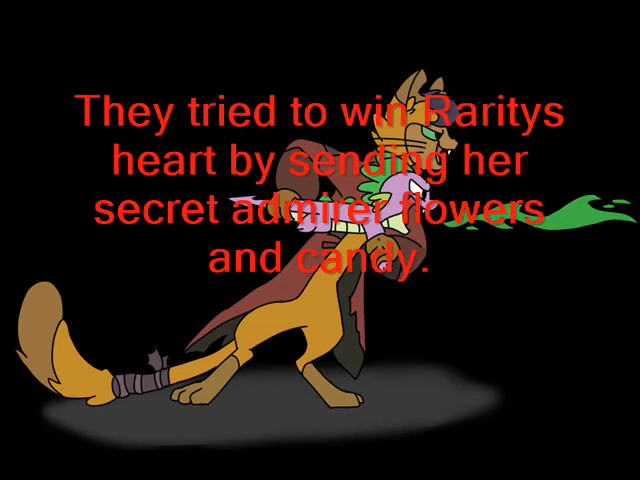 They tried to win Raritys
heart by sending her
secret admirer flowers
and candy.